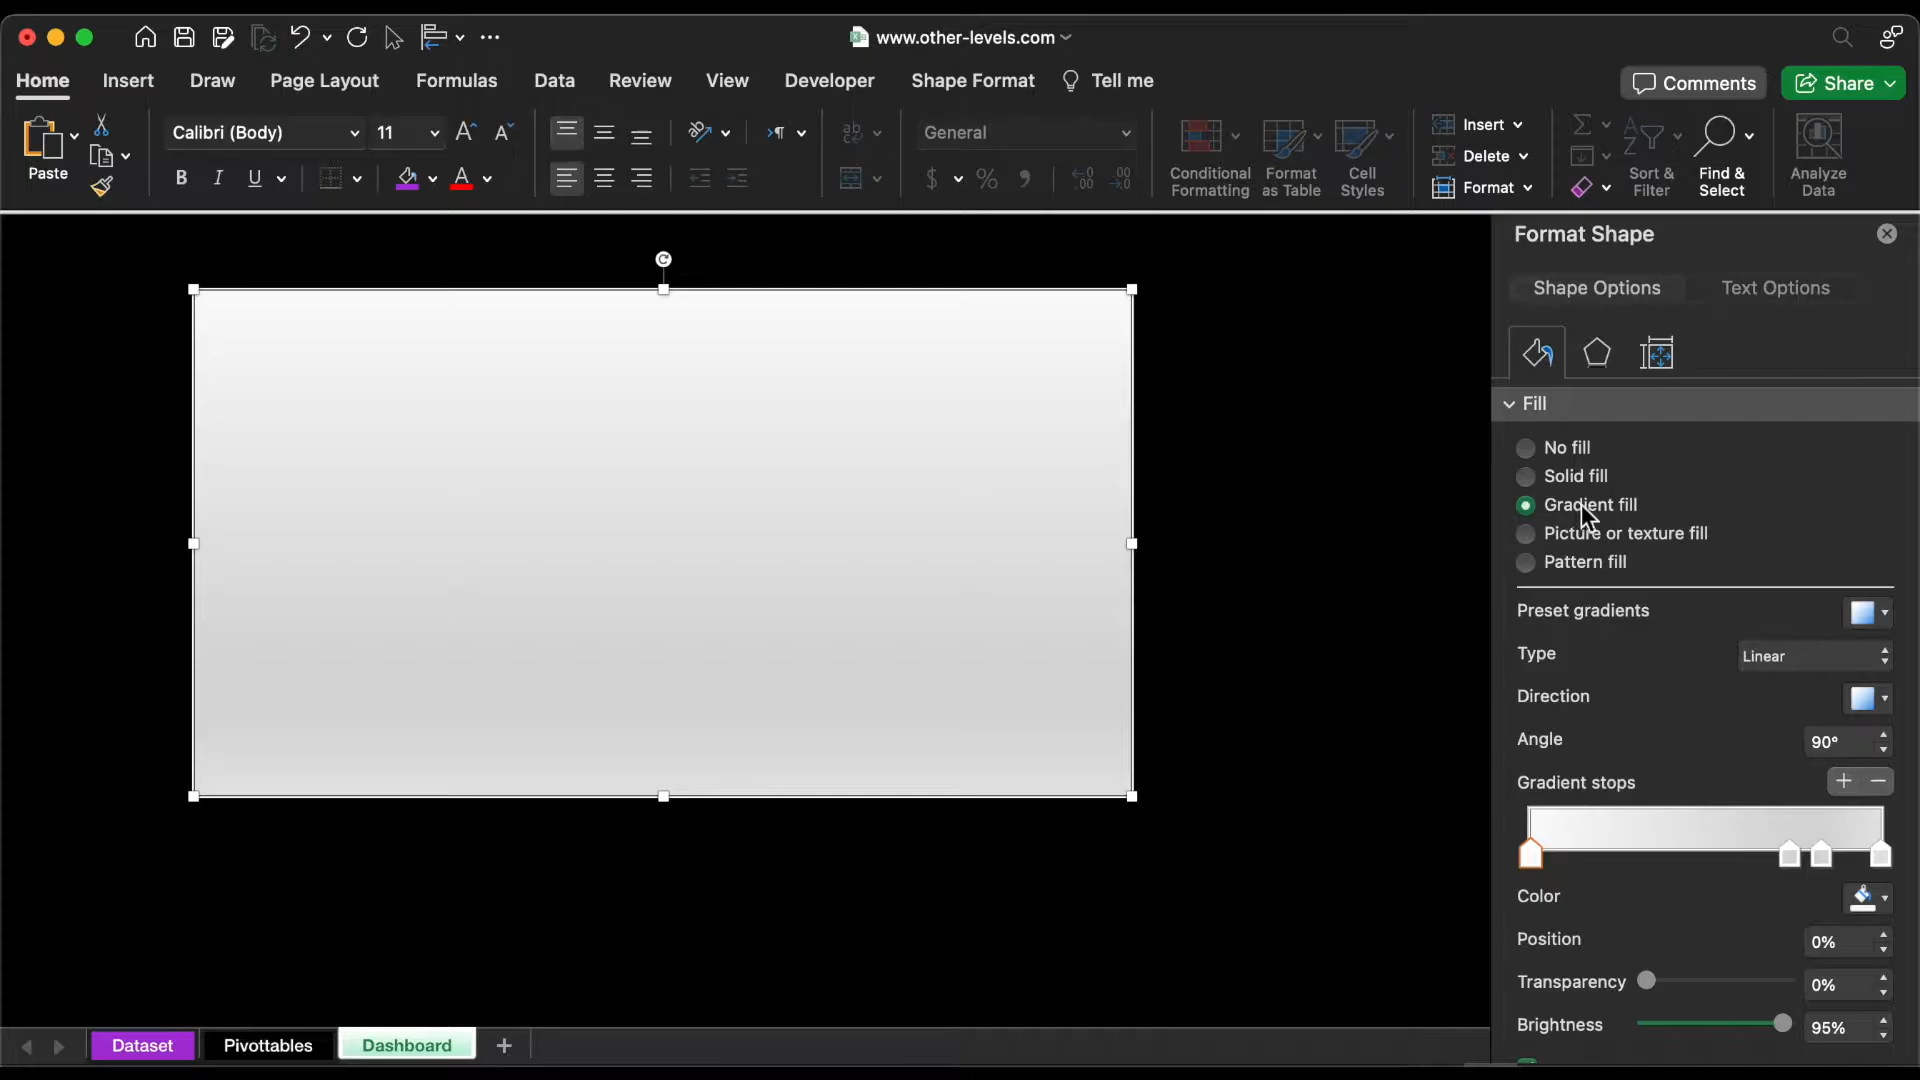 www.other-levels.com
Home Insert Draw Page Layout Formulas Data Review View Developer Shape Format Tell me Comments Share
Paste
Calibri (Body) 11
B I U
ab
General
$ % 9
Conditional Formatting
Format as Table
Cell Styles
Insert
Delete
Format
Sort & Filter
Find & Select
Analyze Data
Format Shape
Shape Options Text Options
Fill
No fill
Solid fill
Gradient fill
Picture or texture fill
Pattern fill
Preset gradients
Type Linear
Direction
Angle 90°
Gradient stops
Color
Position 0%
Transparency 0%
Brightness 95%
Dataset Pivottables Dashboard